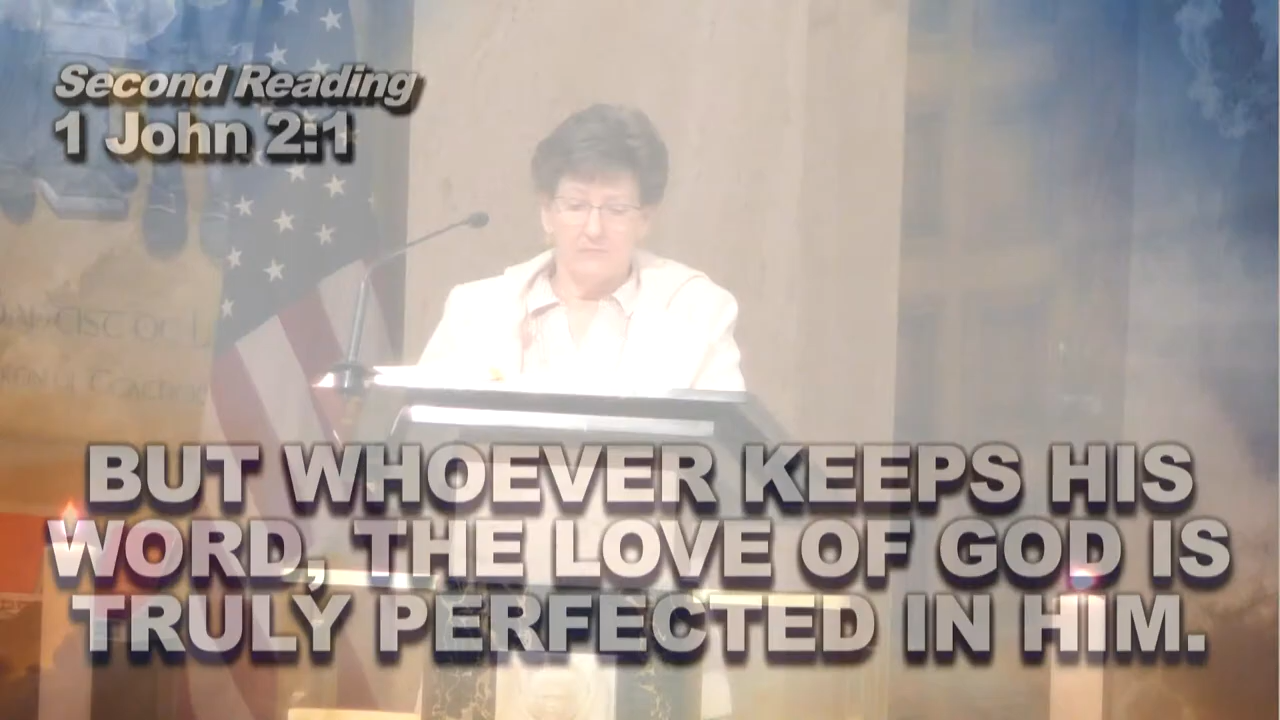 Second Reading
1 John 2:1
BUT WHOEVER KEEPS HIS
WORD, THE LOVE OF GOD IS
TRULY PERFECTED IN HIM.